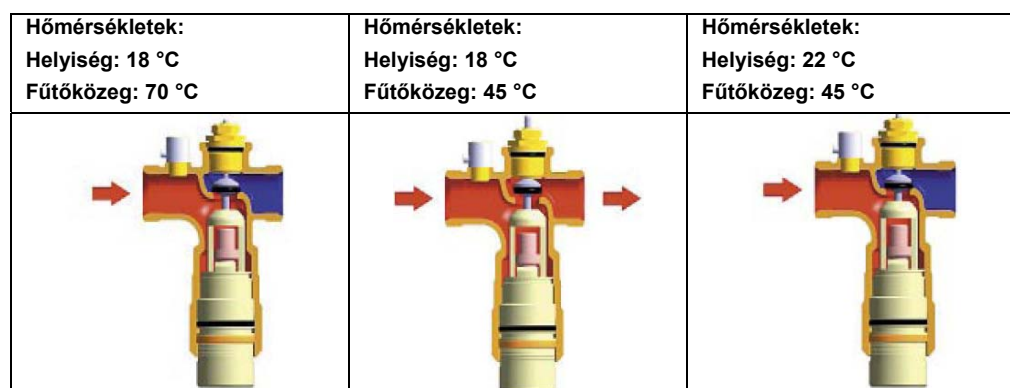 Hőmérsékletek:
Helyiség: 18 °C
Fűtőközeg: 70 °C
Hőmérsékletek:
Helyiség: 18 °C
Fűtőközeg: 45 °C
Hőmérsékletek:
Helyiség: 22 °C
Fűtőközeg: 45 °C